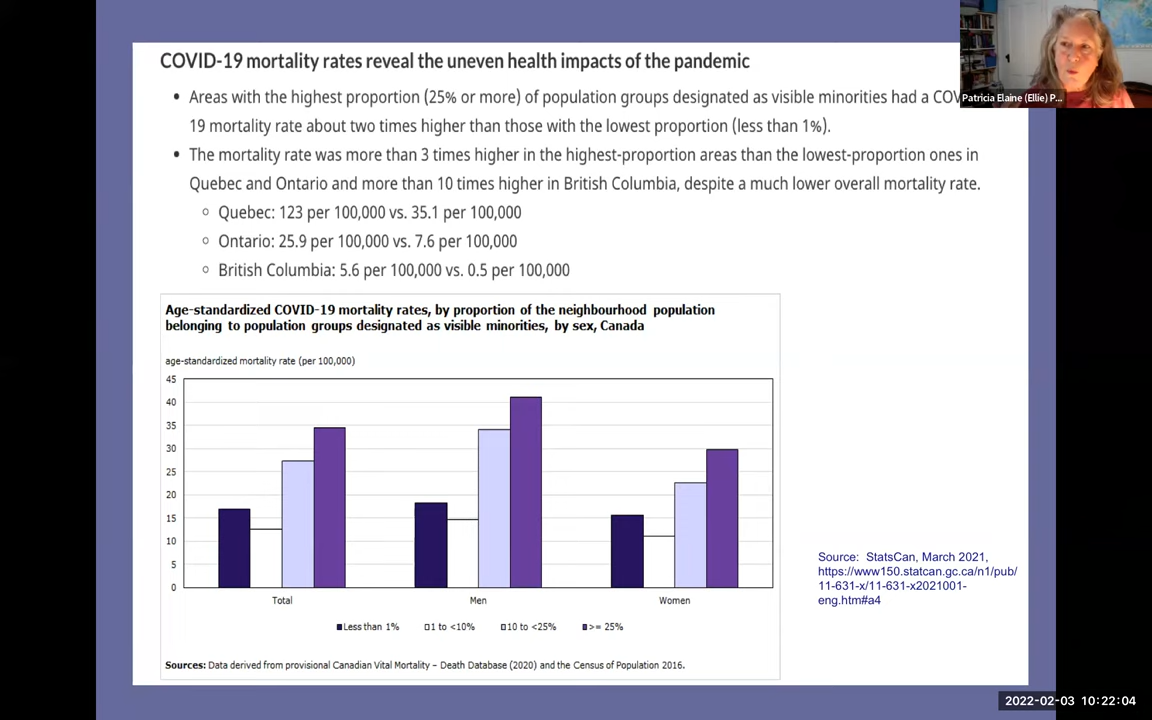 COVID-19 mortality rates reveal the uneven health impacts of the pandemic
• Areas with the highest proportion (25% or more) of population groups designated as visible minorities had a COV
19 mortality rate about two times higher than those with the lowest proportion (less than 1%).
• The mortality rate was more than 3 times higher in the highest-proportion areas than the lowest-proportion ones in
Quebec and Ontario and more than 10 times higher in British Columbia, despite a much lower overall mortality rate.
○ Quebec: 123 per 100,000 vs. 35.1 per 100,000
○ Ontario: 25.9 per 100,000 vs. 7.6 per 100,000
○ British Columbia: 5.6 per 100,000 vs. 0.5 per 100,000
Patricia Elaine (Ellie) P...
Age-standardized COVID-19 mortality rates, by proportion of the neighbourhood population
belonging to population groups designated as visible minorities, by sex, Canada
age-standardized mortality rate (per 100,000)
45
40
35
30
25
20
15
10
5
0
Total Men Women
Less than 1% 1 to <10% 10 to <25% >= 25%
Sources: Data derived from provisional Canadian Vital Mortality – Death Database (2020) and the Census of Population 2016.
Source: StatsCan, March 2021,
https://www150.statcan.gc.ca/n1/pub/
11-631-x/11-631-x2021001-
eng.htm#a4
2022-02-03 10:22:04